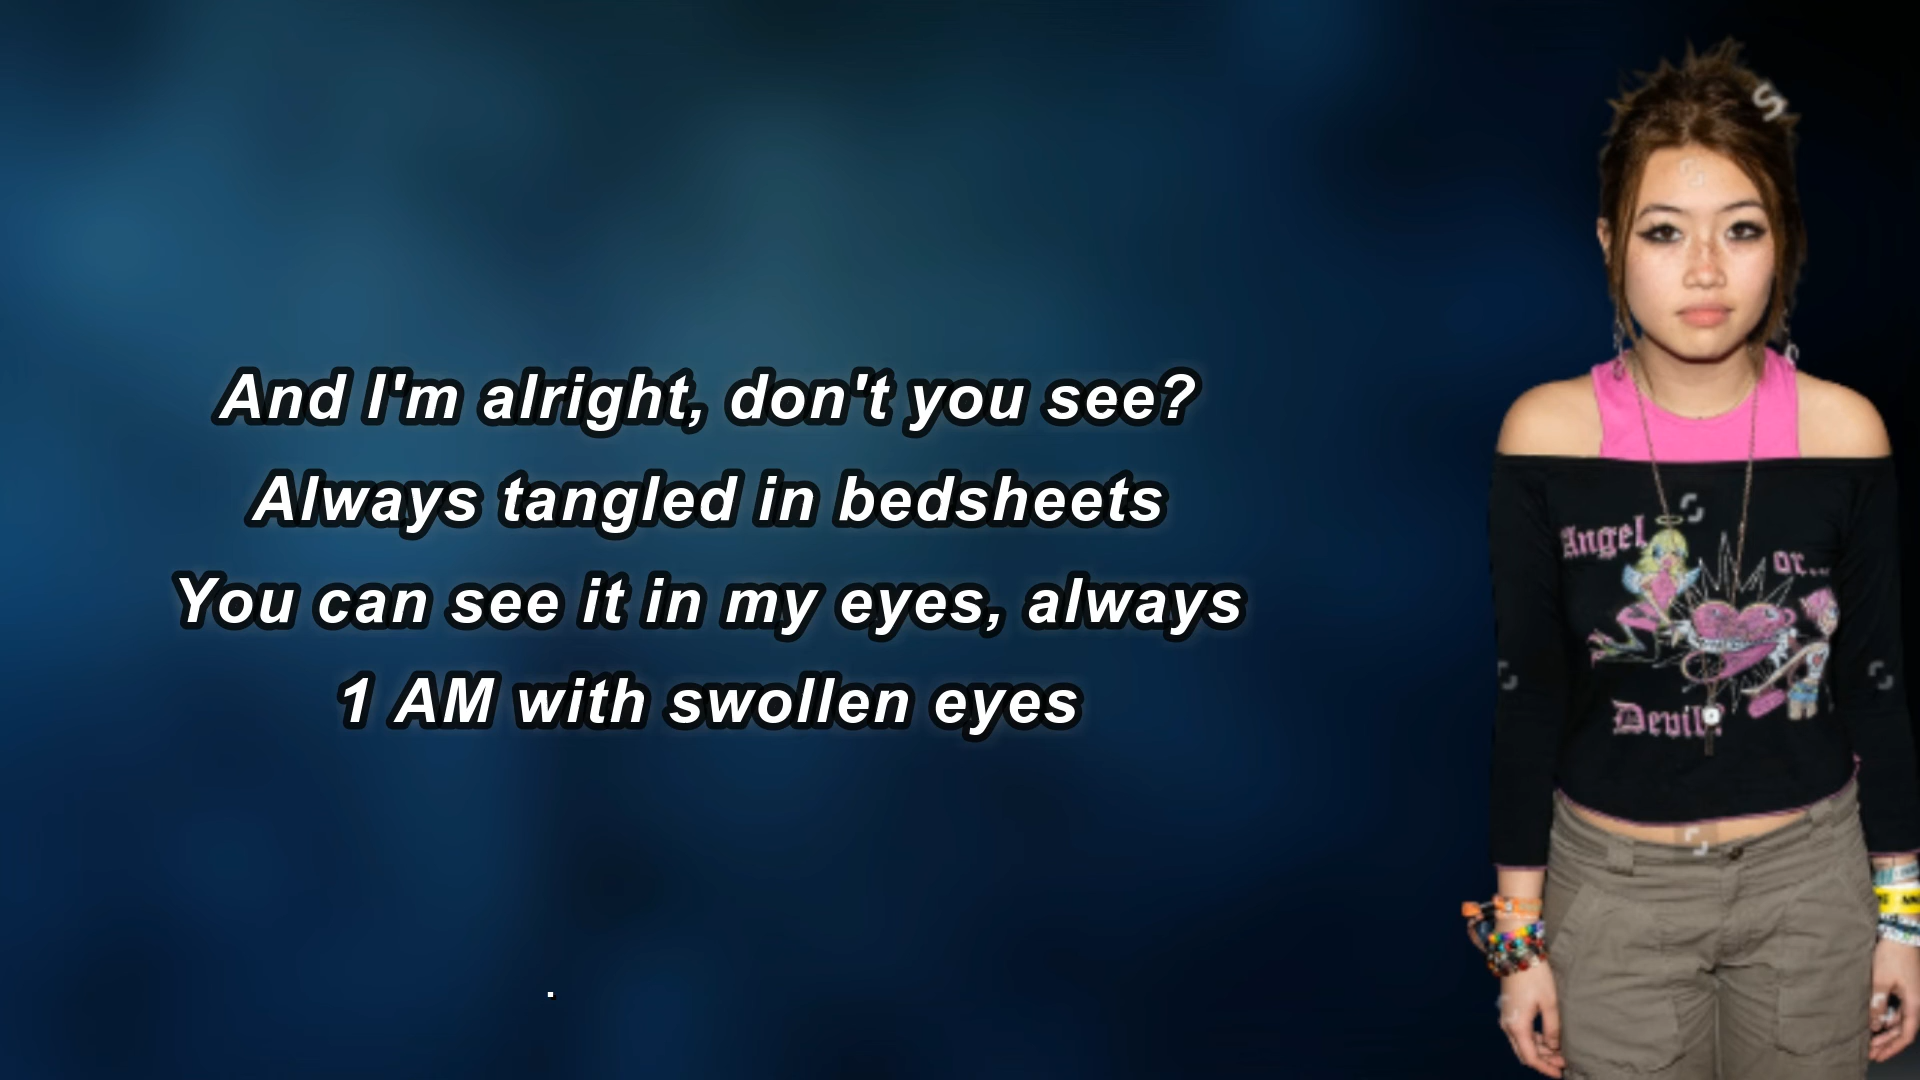 And I'm alright, don't you see?
Always tangled in bedsheets
You can see it in my eyes, always
1 AM with swollen eyes
.
Angel
or...
Devil?